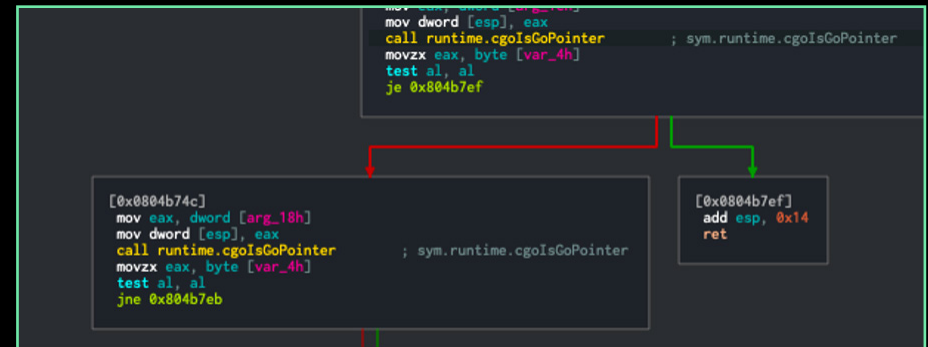 mov dword [esp], eax
call runtime.cgoIsGoPointer ; sym.runtime.cgoIsGoPointer
movzx eax, byte [var_4h]
test al, al
je 0x804b7ef
[0x0804b74c]
mov eax, dword [arg_18h]
mov dword [esp], eax
call runtime.cgoIsGoPointer ; sym.runtime.cgoIsGoPointer
movzx eax, byte [var_4h]
test al, al
jne 0x804b7eb
[0x0804b7ef]
add esp, 0x14
ret